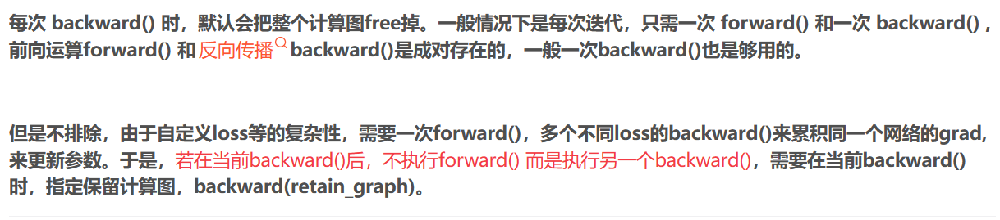 每次 backward() 时，默认会把整个计算图free掉。一般情况下是每次迭代，只需一次 forward() 和一次 backward() ,
前向运算forward() 和 反向传播 backward()是成对存在的，一般一次backward()也是够用的。
但是不排除，由于自定义loss等的复杂性，需要一次forward()，多个不同loss的backward()来累积同一个网络的grad,
来更新参数。于是，若在当前backward()后，不执行forward() 而是执行另一个backward()，需要在当前backward()
时，指定保留计算图，backward(retain_graph)。